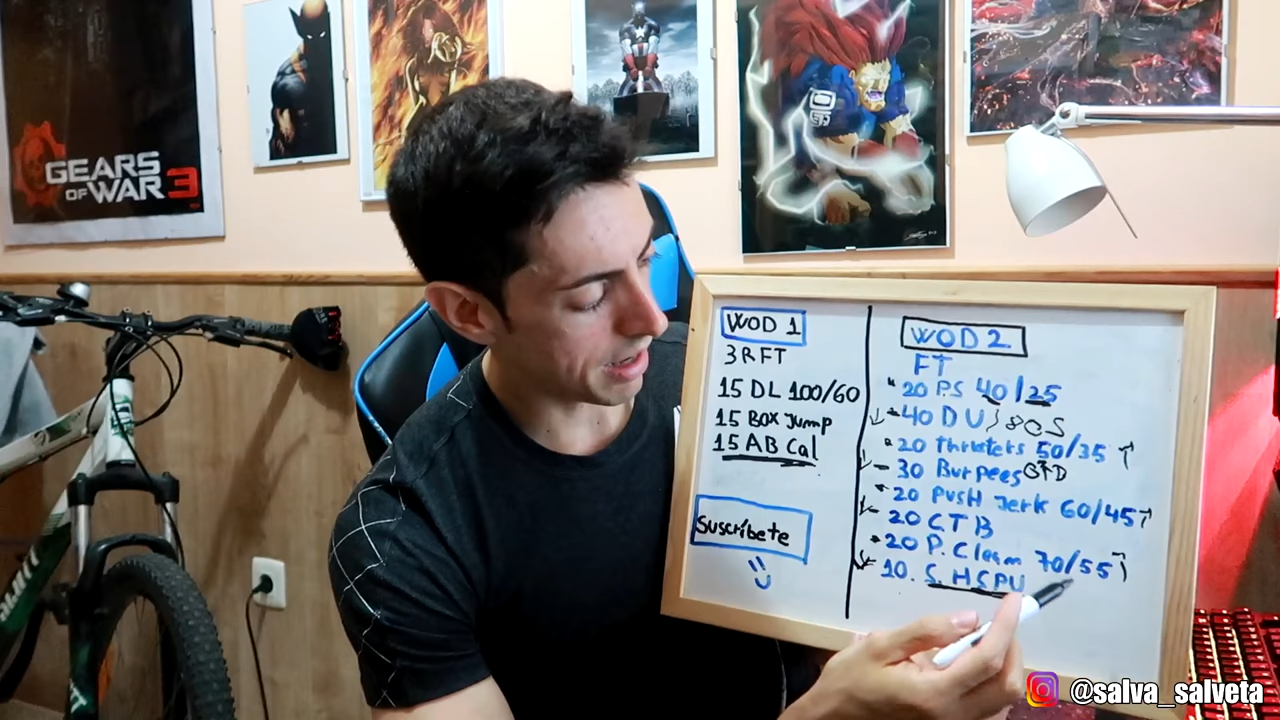 GEARS
OF WAR 3
WOD 1
3 RFT
15 DL 100/60
15 BOX Jump
15 AB Cal
Suscríbete
WOD 2
FT
20 P.S 40/25
40 D U } 80 S
20 Thrusters 50/35
30 Burpees
20 PUSH Jerk 60/45
20 C T B
20 P. Clean 70/55
10. S. HSPU
@salva_salveta